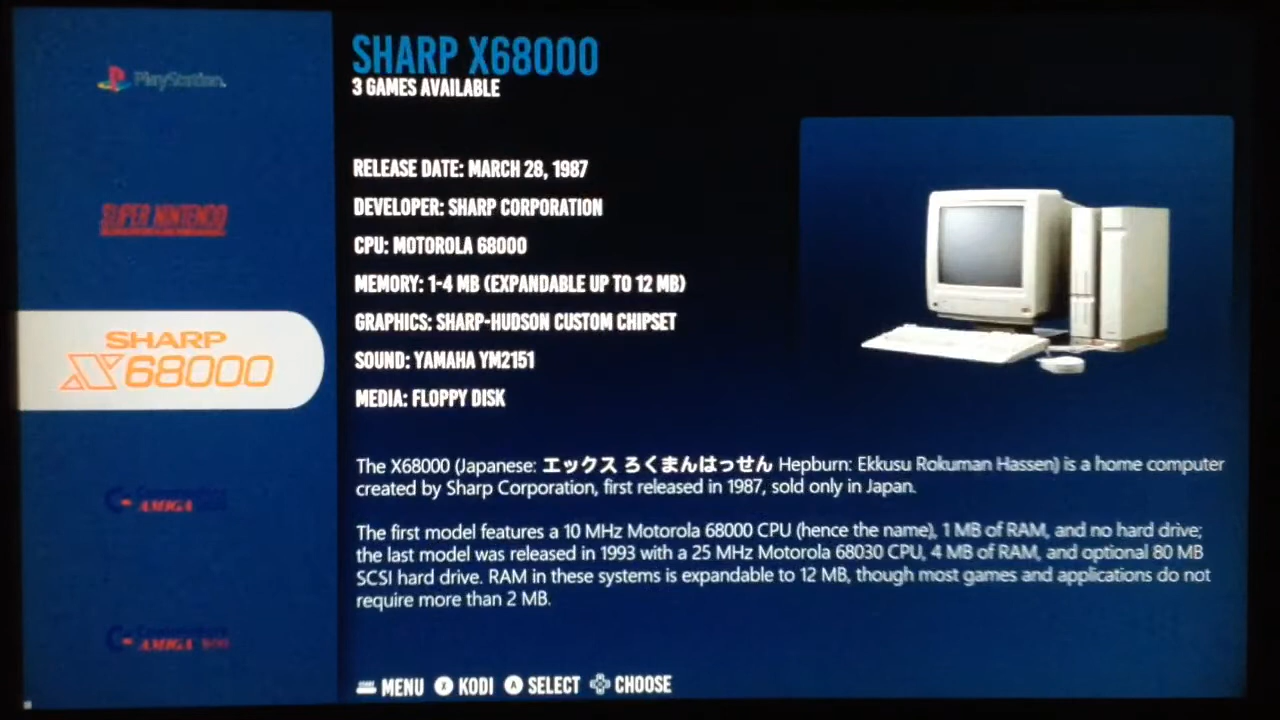 PlayStation.
SUPER NINTENDO
SHARP
X68000
AMIGA
AMIGA
SHARP X68000
3 GAMES AVAILABLE
RELEASE DATE: MARCH 28, 1987
DEVELOPER: SHARP CORPORATION
CPU: MOTOROLA 68000
MEMORY: 1-4 MB (EXPANDABLE UP TO 12 MB)
GRAPHICS: SHARP-HUDSON CUSTOM CHIPSET
SOUND: YAMAHA YM2151
MEDIA: FLOPPY DISK
The X68000 (Japanese: エックス ろくまんはっせん Hepburn: Ekkusu Rokuman Hassen) is a home computer
created by Sharp Corporation, first released in 1987, sold only in Japan.
The first model features a 10 MHz Motorola 68000 CPU (hence the name), 1 MB of RAM, and no hard drive;
the last model was released in 1993 with a 25 MHz Motorola 68030 CPU, 4 MB of RAM, and optional 80 MB
SCSI hard drive. RAM in these systems is expandable to 12 MB, though most games and applications do not
require more than 2 MB.
MENU X KODI A SELECT CHOOSE